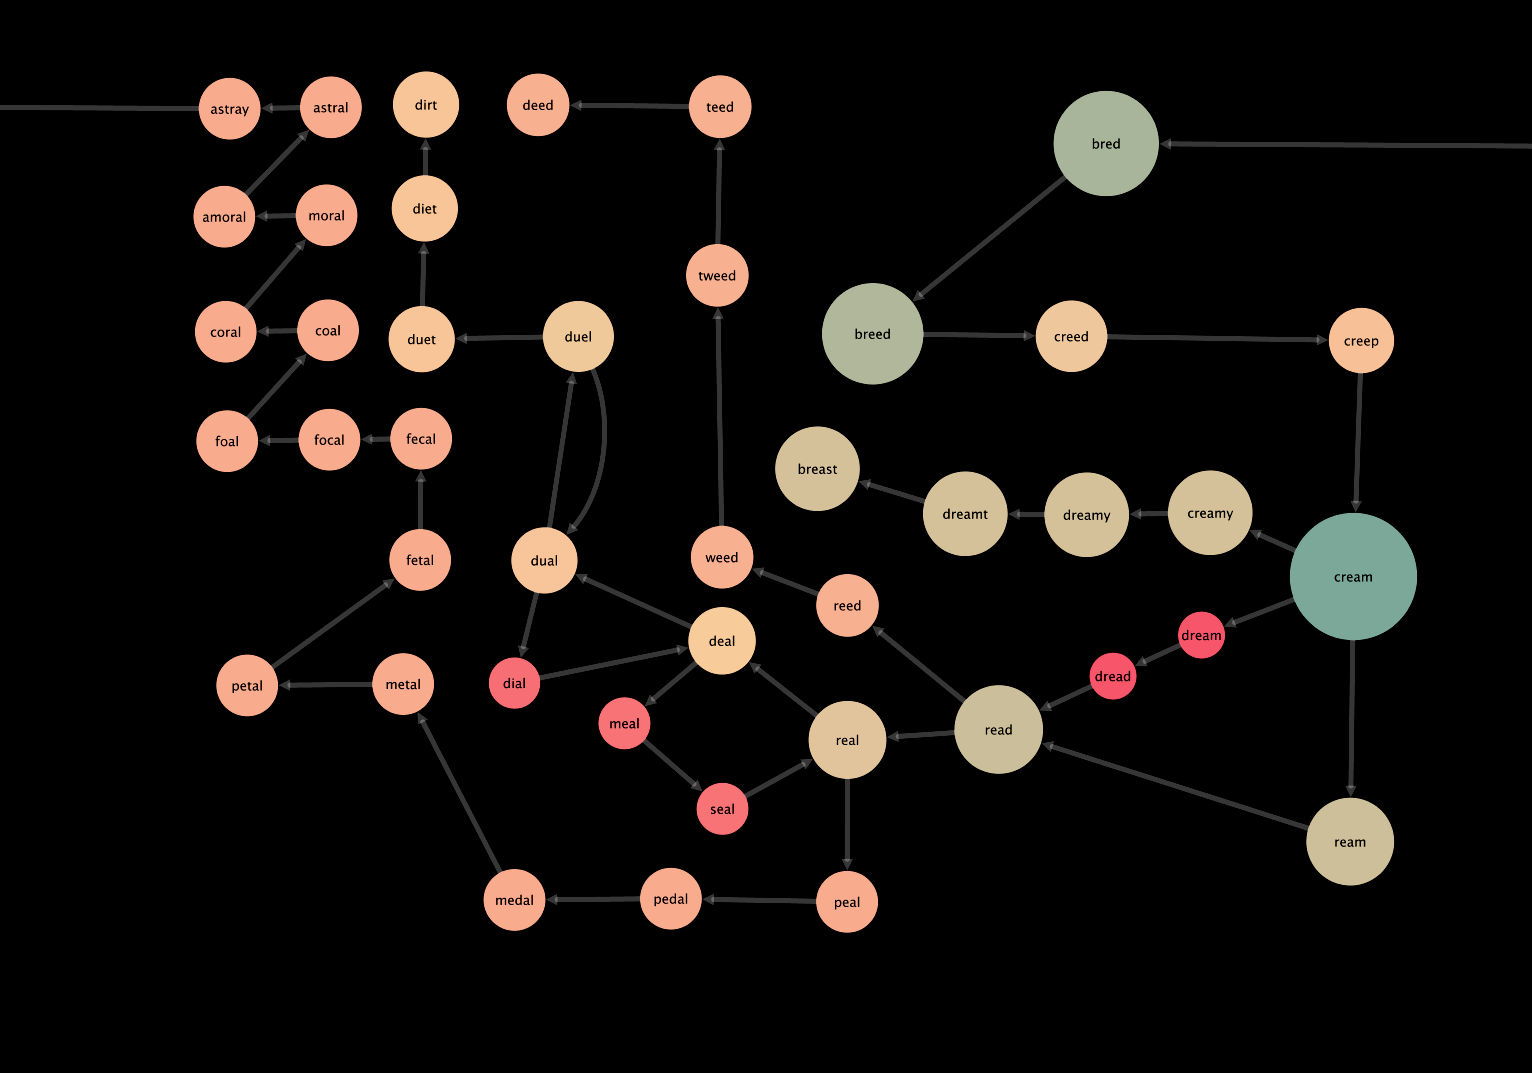 astray
astral
dirt
deed
teed
bred
amoral
moral
diet
tweed
coral
coal
duet
duel
breed
creed
creep
foal
focal
fecal
breast
dreamt
dreamy
creamy
fetal
dual
weed
reed
cream
deal
dream
petal
metal
dial
meal
real
read
dread
seal
ream
medal
pedal
peal